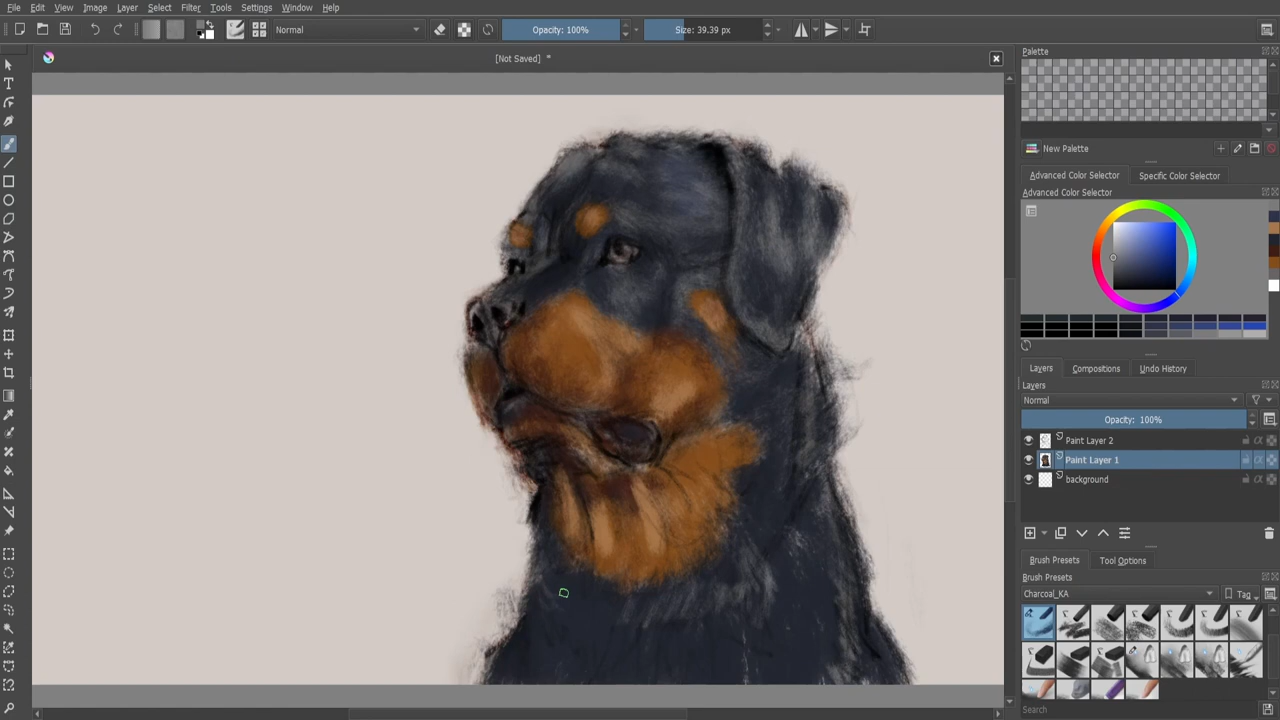 File Edit View Image Layer Select Filter Tools Settings Window Help
Normal Opacity: 100% Size: 39.39 px
[Not Saved] *
Palette
New Palette
Advanced Color Selector Specific Color Selector
Advanced Color Selector
Layers Compositions Undo History
Layers
Normal
Opacity: 100%
Paint Layer 2
Paint Layer 1
background
Brush Presets Tool Options
Brush Presets
Charcoal_KA Tag
Search